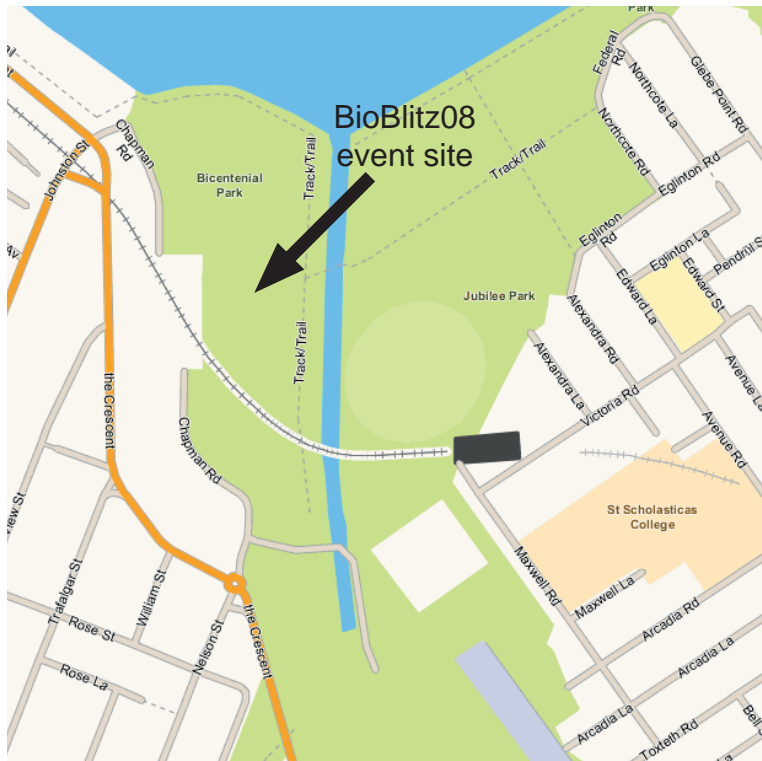 Park
Federal
Rd
Northcote La
Glebe Point Rd
BioBlitz08
event site
Chapman
Rd
Johnston St
Northcote Rd
Track/Trail
Track/Trail
Bicentenial
Park
Eglinton Rd
Eglinton
Rd
Eglinton La
Pendril S
Edward St
Edward La
Jubilee Park
Alexandra Rd
Alexandra La
Track/Trail
the Crescent
Victoria Rd
Avenue La
Avenue Rd
Chapman Rd
St Scholasticas
College
view St
Trafalgar St
William St
Maxwell Rd
Maxwell La
Arcadia Rd
Rose St
Nelson St
the Crescent
Rose La
Arcadia La
Arcadia La
Toxteth Rd
Bell
Av.